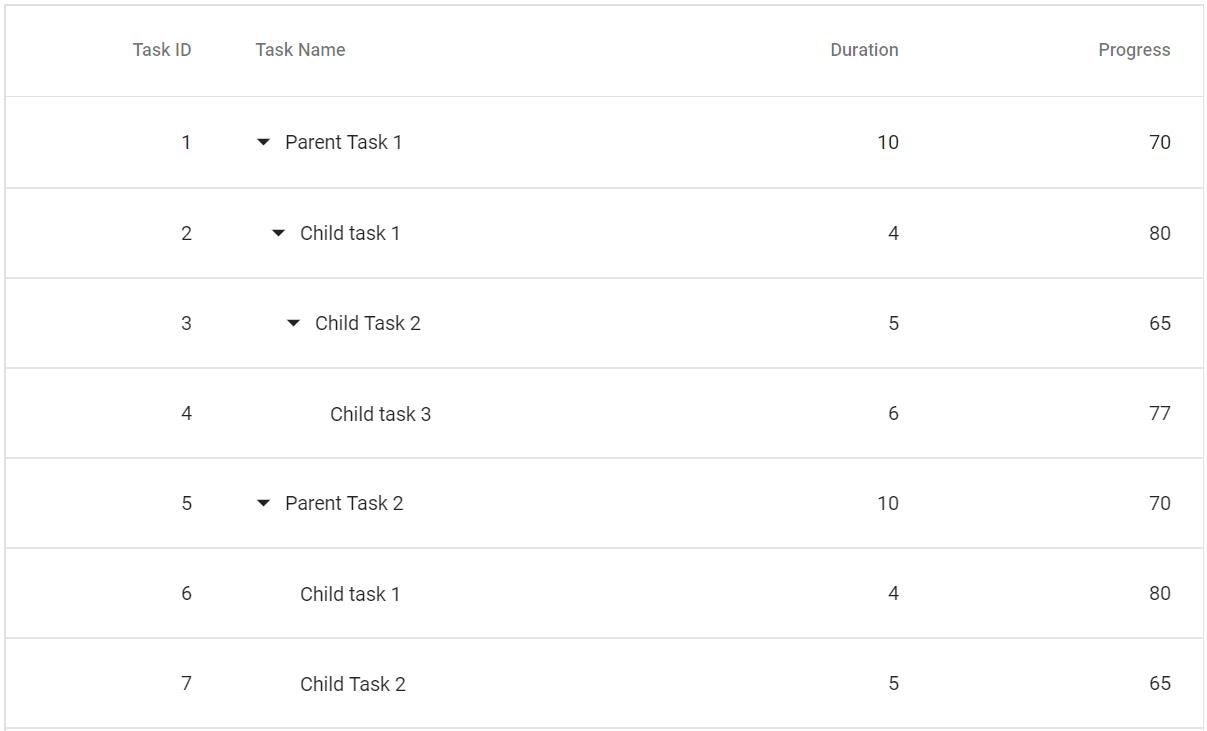 Task ID Task Name Duration Progress
1 Parent Task 1 10 70
2 Child task 1 4 80
3 Child Task 2 5 65
4 Child task 3 6 77
5 Parent Task 2 10 70
6 Child task 1 4 80
7 Child Task 2 5 65